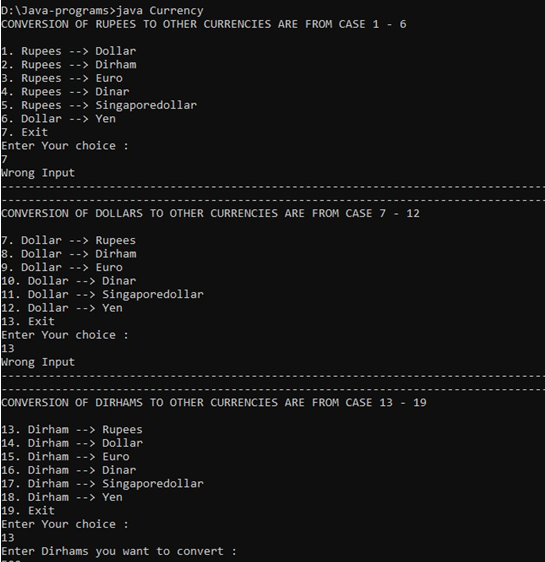 D:\Java-programs>java Currency
CONVERSION OF RUPEES TO OTHER CURRENCIES ARE FROM CASE 1 - 6
1. Rupees --> Dollar
2. Rupees --> Dirham
3. Rupees --> Euro
4. Rupees --> Dinar
5. Rupees --> Singaporedollar
6. Dollar --> Yen
7. Exit
Enter Your choice :
7
Wrong Input
--------------------------------------------------------------------------------
--------------------------------------------------------------------------------
CONVERSION OF DOLLARS TO OTHER CURRENCIES ARE FROM CASE 7 - 12
7. Dollar --> Rupees
8. Dollar --> Dirham
9. Dollar --> Euro
10. Dollar --> Dinar
11. Dollar --> Singaporedollar
12. Dollar --> Yen
13. Exit
Enter Your choice :
13
Wrong Input
--------------------------------------------------------------------------------
--------------------------------------------------------------------------------
CONVERSION OF DIRHAMS TO OTHER CURRENCIES ARE FROM CASE 13 - 19
13. Dirham --> Rupees
14. Dirham --> Dollar
15. Dirham --> Euro
16. Dirham --> Dinar
17. Dirham --> Singaporedollar
18. Dirham --> Yen
19. Exit
Enter Your choice :
13
Enter Dirhams you want to convert :